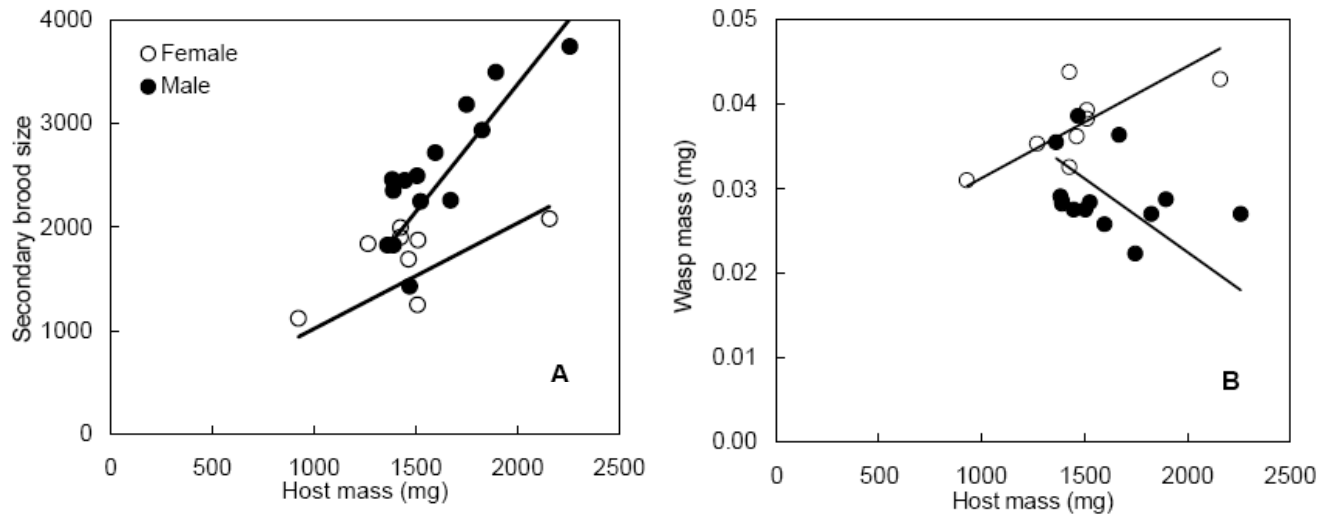 4000
3000
2000
1000
0
Secondary brood size
Female
Male
A
0 500 1000 1500 2000 2500
Host mass (mg)
0.05
0.04
0.03
0.02
0.01
0.00
Wasp mass (mg)
B
0 500 1000 1500 2000 2500
Host mass (mg)